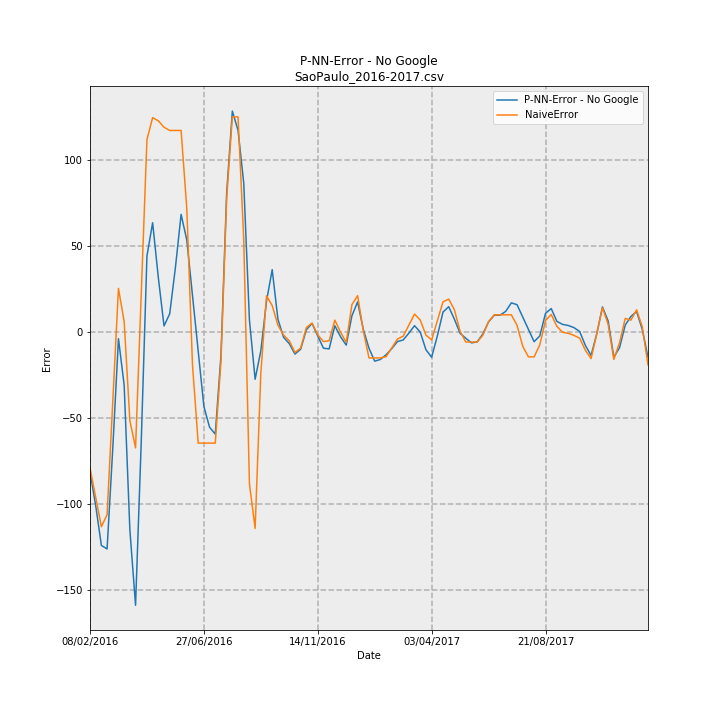 P-NN-Error - No Google
SaoPaulo_2016-2017.csv
P-NN-Error - No Google
NaiveError
Error
100
50
0
−50
−100
−150
08/02/2016
27/06/2016
14/11/2016
03/04/2017
21/08/2017
Date